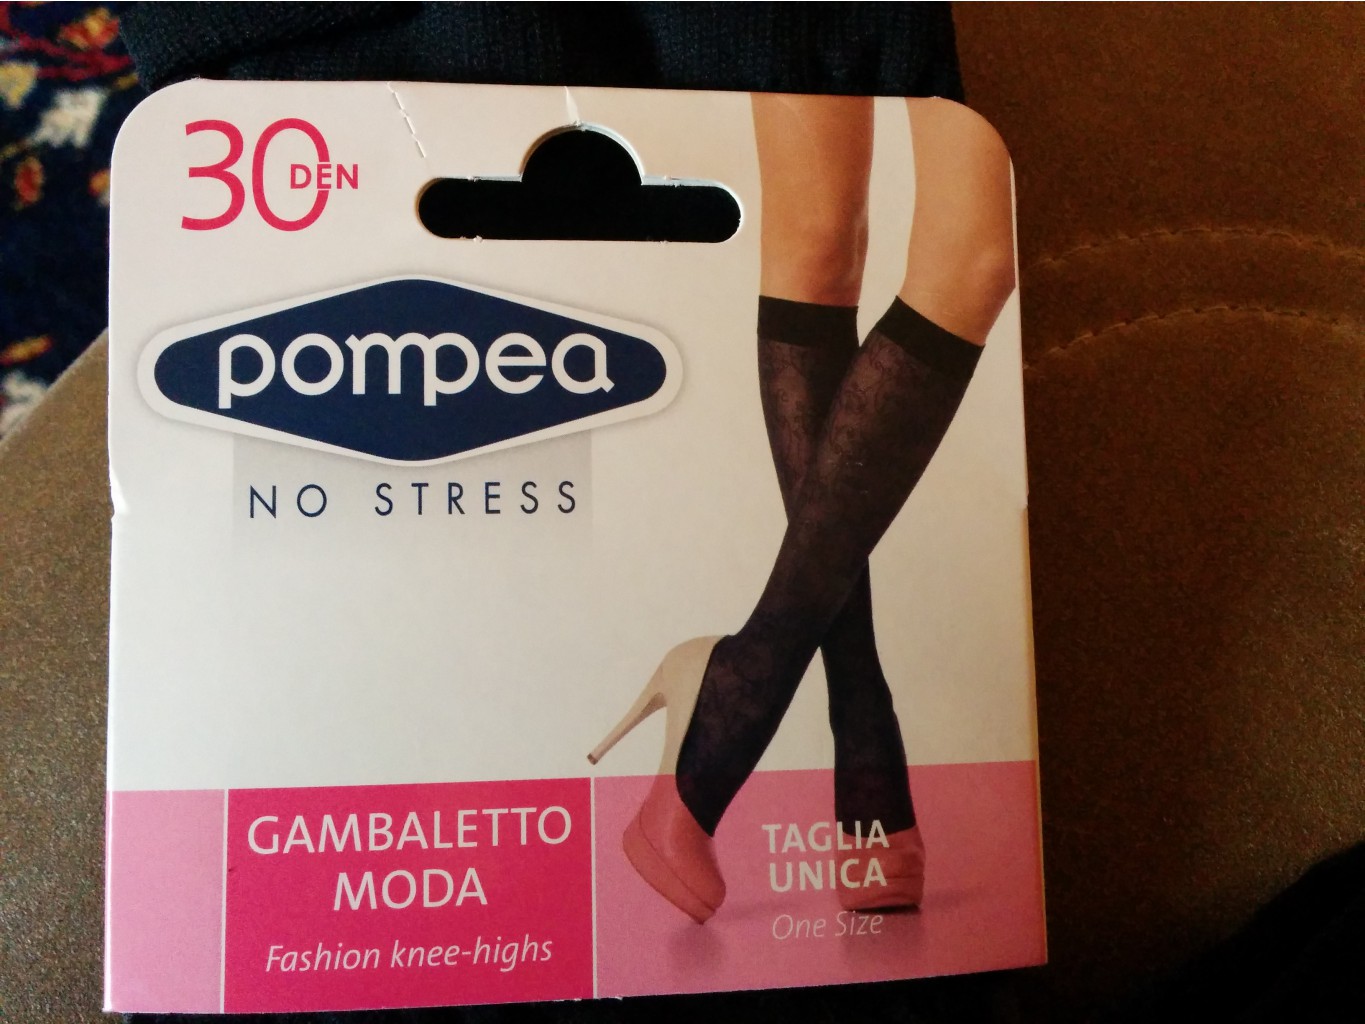 30 DEN
pompea
NO STRESS
GAMBALETTO
MODA
Fashion knee-highs
TAGLIA
UNICA
One Size